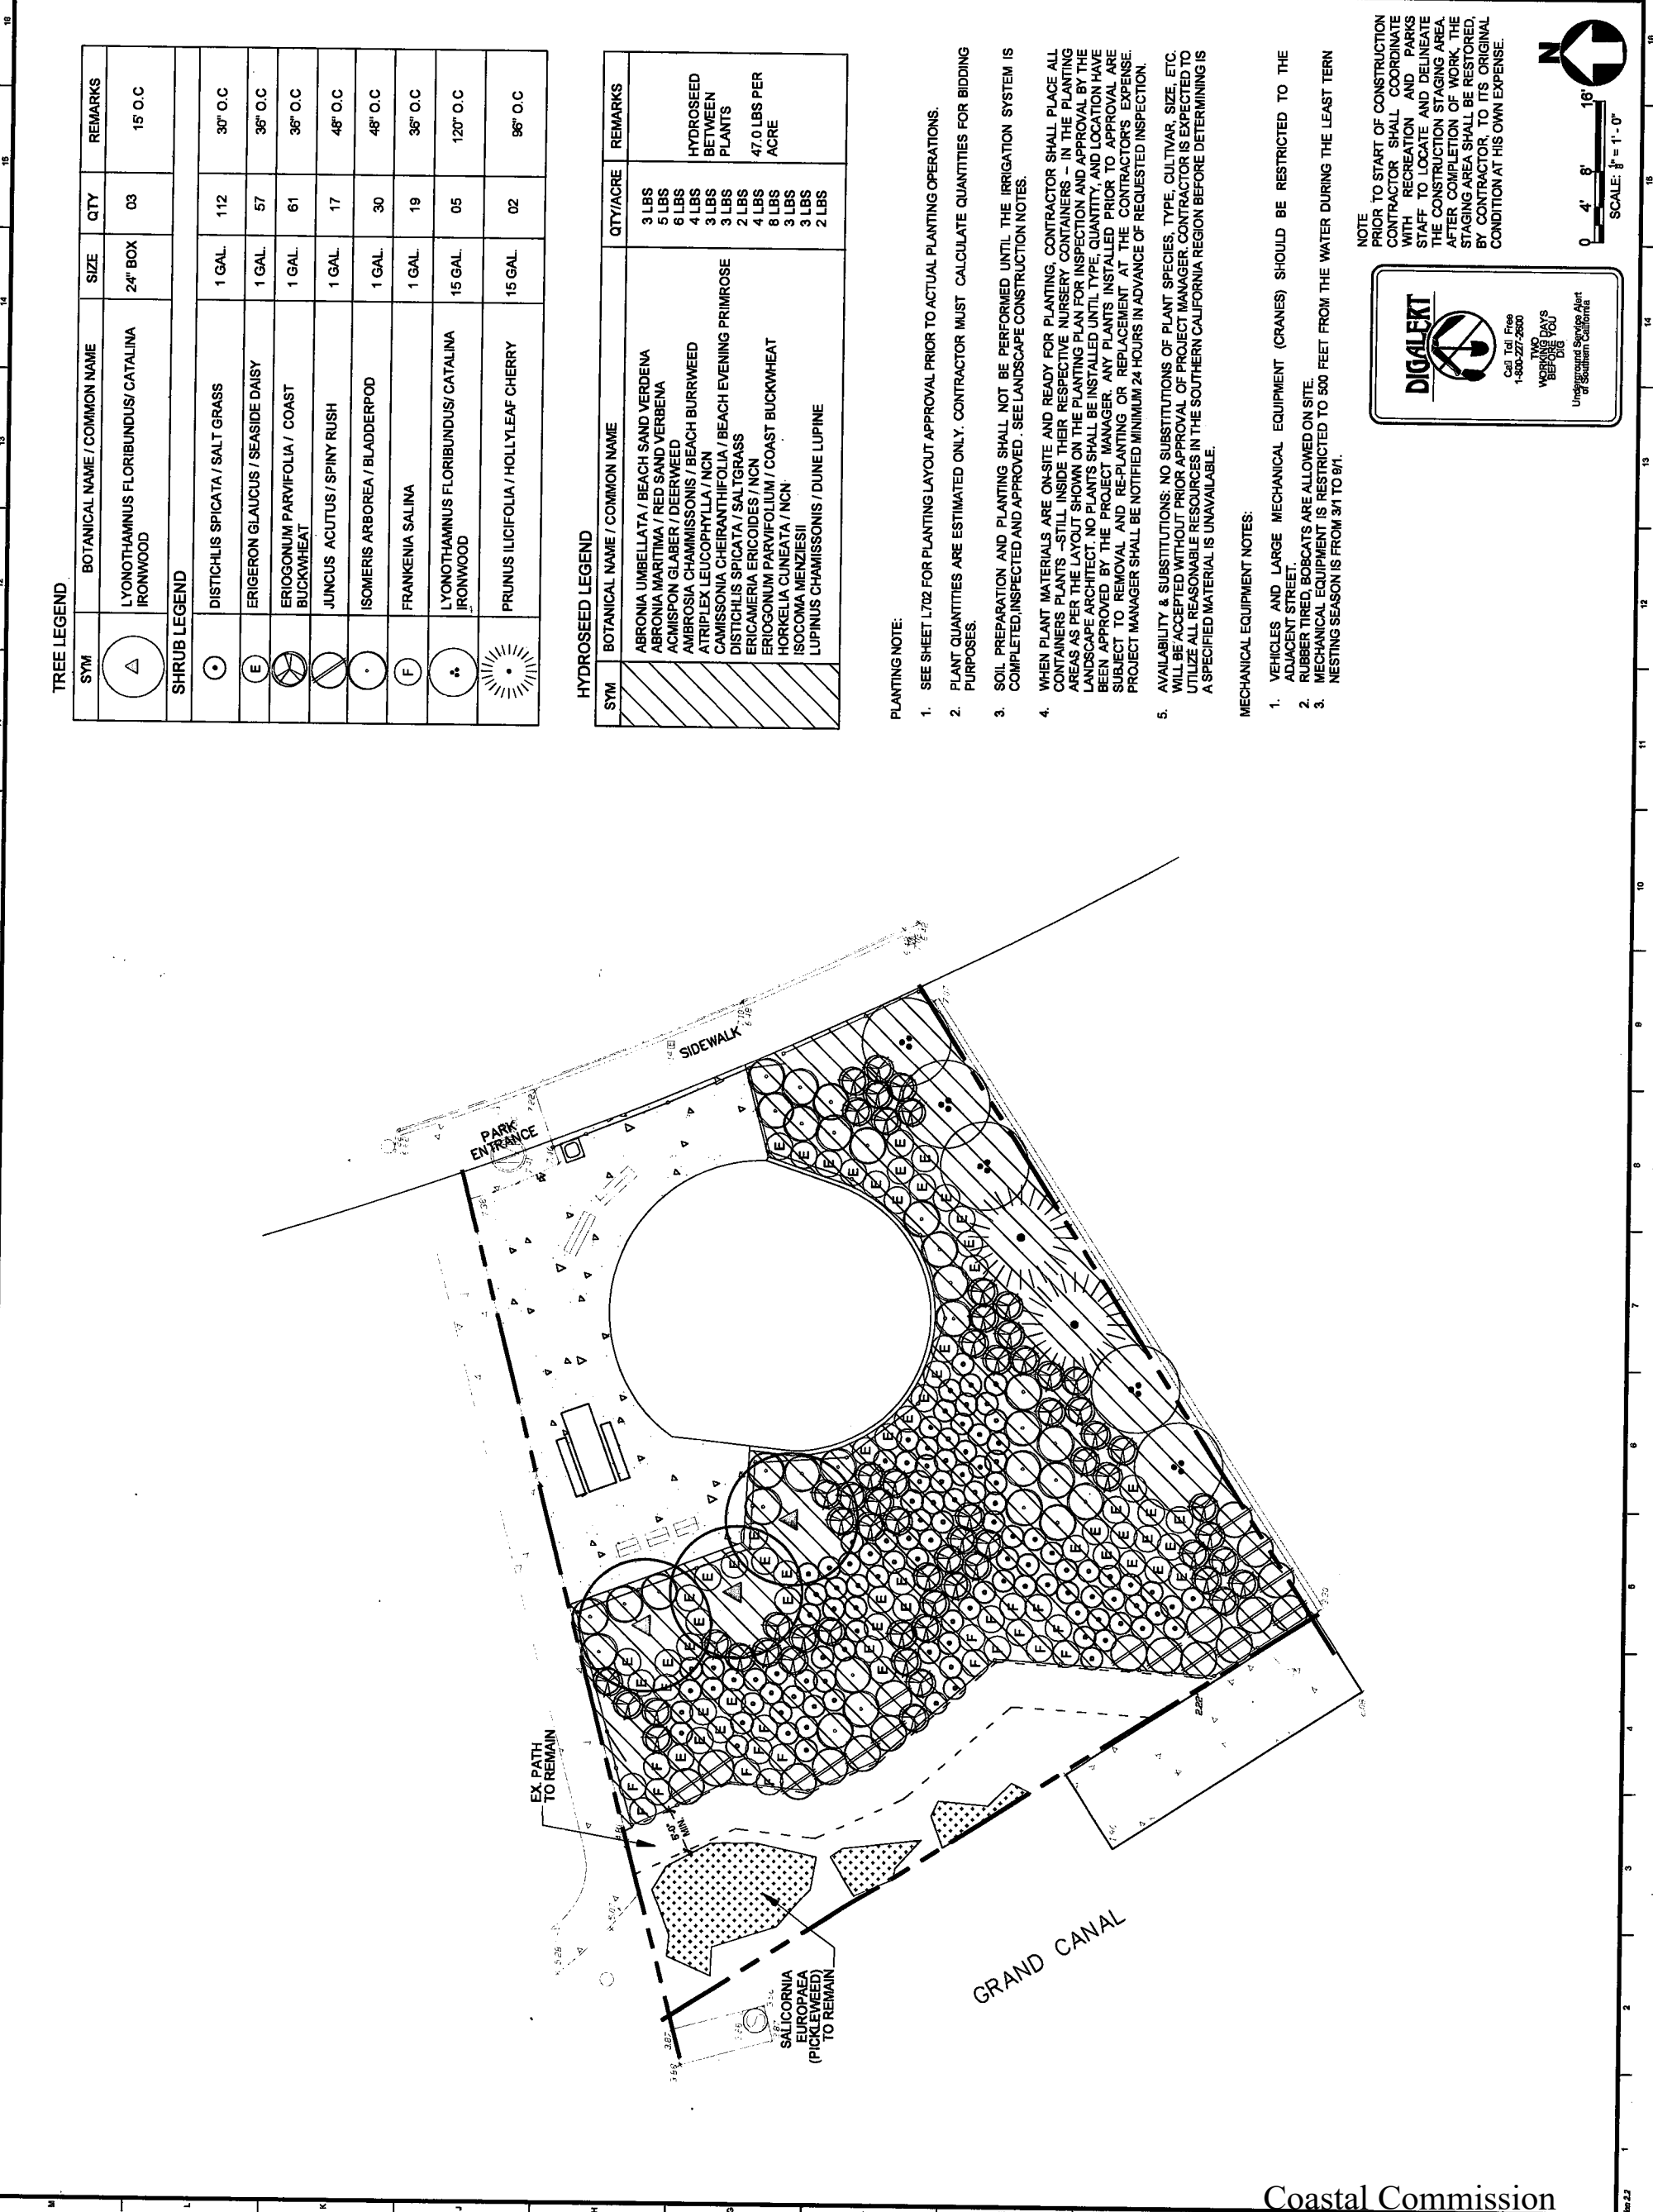 TREE LEGEND
SYM BOTANICAL NAME / COMMON NAME SIZE QTY REMARKS
LYONOTHAMNUS FLORIBUNDUS/ CATALINA IRONWOOD 24" BOX 03 15' O.C
SHRUB LEGEND
DISTICHLIS SPICATA / SALT GRASS 1 GAL. 112 30" O.C
E ERIGERON GLAUCUS / SEASIDE DAISY 1 GAL. 57 36" O.C
ERIOGONUM PARVIFOLIA / COAST BUCKWHEAT 1 GAL. 61 36" O.C
JUNCUS ACUTUS / SPINY RUSH 1 GAL. 17 48" O.C
ISOMERIS ARBOREA / BLADDERPOD 1 GAL. 30 48" O.C
F FRANKENIA SALINA 1 GAL. 19 36" O.C
LYONOTHAMNUS FLORIBUNDUS/ CATALINA IRONWOOD 15 GAL. 05 120" O.C
PRUNUS ILICIFOLIA / HOLLYLEAF CHERRY 15 GAL. 02 96" O.C
HYDROSEED LEGEND
SYM BOTANICAL NAME / COMMON NAME QTY/ACRE REMARKS
ABRONIA UMBELLATA / BEACH SAND VERDENA 3 LBS
ABRONIA MARITIMA / RED SAND VERBENA 5 LBS
ACMISPON GLABER / DEERWEED 6 LBS
AMBROSIA CHAMISSONIS / BEACH BURWEED 4 LBS
ATRIPLEX LEUCOPHYLLA / NCN 3 LBS
CAMISSONIA CHEIRANTHIFOLIA / BEACH EVENING PRIMROSE 3 LBS
DISTICHLIS SPICATA / SALTGRASS 2 LBS
ERICAMERIA ERICOIDES / NCN 4 LBS
ERIOGONUM PARVIFOLIUM / COAST BUCKWHEAT 8 LBS
HORKELIA CUNEATA / NCN 3 LBS
ISOCOMA MENZIESII 3 LBS
LUPINUS CHAMISSONIS / DUNE LUPINE 2 LBS
HYDROSEED
BETWEEN
PLANTS
47.0 LBS PER
ACRE
PLANTING NOTE:
1. SEE SHEET L702 FOR PLANTING LAYOUT APPROVAL PRIOR TO ACTUAL PLANTING OPERATIONS.
2. PLANT QUANTITIES ARE ESTIMATED ONLY. CONTRACTOR MUST CALCULATE QUANTITIES FOR BIDDING
PURPOSES.
3. SOIL PREPARATION AND PLANTING SHALL NOT BE PERFORMED UNTIL THE IRRIGATION SYSTEM IS
COMPLETED,INSPECTED AND APPROVED. SEE LANDSCAPE CONSTRUCTION NOTES.
4. WHEN PLANT MATERIALS ARE ON-SITE AND READY FOR PLANTING, CONTRACTOR SHALL PLACE ALL
CONTAINERS PLANTS –STILL INSIDE THEIR RESPECTIVE NURSERY CONTAINERS – IN THE PLANTING
AREAS AS PER THE LAYOUT SHOWN ON THE PLANTING PLAN FOR INSPECTION AND APPROVAL BY THE
LANDSCAPE ARCHITECT. NO PLANTS SHALL BE INSTALLED UNTIL TYPE, QUANTITY, AND LOCATION HAVE
BEEN APPROVED BY THE PROJECT MANAGER. ANY PLANTS INSTALLED PRIOR TO APPROVAL ARE
SUBJECT TO REMOVAL AND RE-PLANTING OR REPLACEMENT AT THE CONTRACTOR'S EXPENSE.
PROJECT MANAGER SHALL BE NOTIFIED MINIMUM 24 HOURS IN ADVANCE OF REQUESTED INSPECTION.
5. AVAILABILITY & SUBSTITUTIONS: NO SUBSTITUTIONS OF PLANT SPECIES, TYPE, CULTIVAR, SIZE, ETC.
WILL BE ACCEPTED WITHOUT PRIOR APPROVAL OF PROJECT MANAGER. CONTRACTOR IS EXPECTED TO
UTILIZE ALL REASONABLE RESOURCES IN THE SOUTHERN CALIFORNIA REGION BEFORE DETERMINING IS
A SPECIFIED MATERIAL IS UNAVAILABLE.
MECHANICAL EQUIPMENT NOTES:
1. VEHICLES AND LARGE MECHANICAL EQUIPMENT (CRANES) SHOULD BE RESTRICTED TO THE
ADJACENT STREET.
2. RUBBER TIRED, BOBCATS ARE ALLOWED ON SITE.
3. MECHANICAL EQUIPMENT IS RESTRICTED TO 500 FEET FROM THE WATER DURING THE LEAST TERN
NESTING SEASON IS FROM 3/1 TO 9/1.
NOTE
PRIOR TO START OF CONSTRUCTION
CONTRACTOR SHALL COORDINATE
WITH RECREATION AND PARKS
STAFF TO LOCATE AND DELINEATE
THE CONSTRUCTION STAGING AREA.
AFTER COMPLETION OF WORK, THE
STAGING AREA SHALL BE RESTORED,
BY CONTRACTOR, TO ITS ORIGINAL
CONDITION AT HIS OWN EXPENSE.
DIGALERT
Call Toll Free
1-800-227-2600
TWO
WORKING DAYS
BEFORE YOU
DIG
Underground Service Alert
of Southern California
N
0 4' 8' 16'
SCALE: 1/8" = 1' - 0"
SIDEWALK
PARK
ENTRANCE
EX. PATH
TO REMAIN
MIN.
SALICORNIA
EUROPAEA
(PICKLEWEED)
TO REMAIN
GRAND CANAL
2.22
Coastal Commission